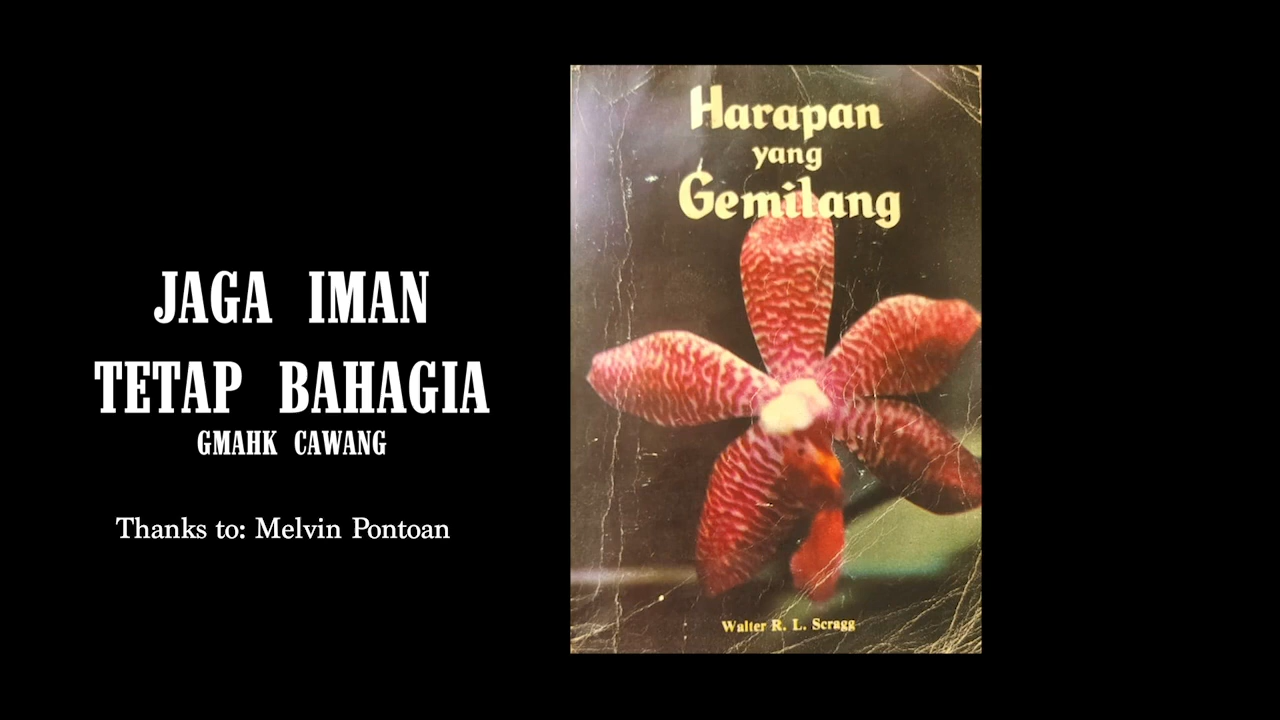 JAGA IMAN
TETAP BAHAGIA
GMAHK CAWANG
Thanks to: Melvin Pontoan
Harapan
yang
Gemilang
Walter R. L. Scragg